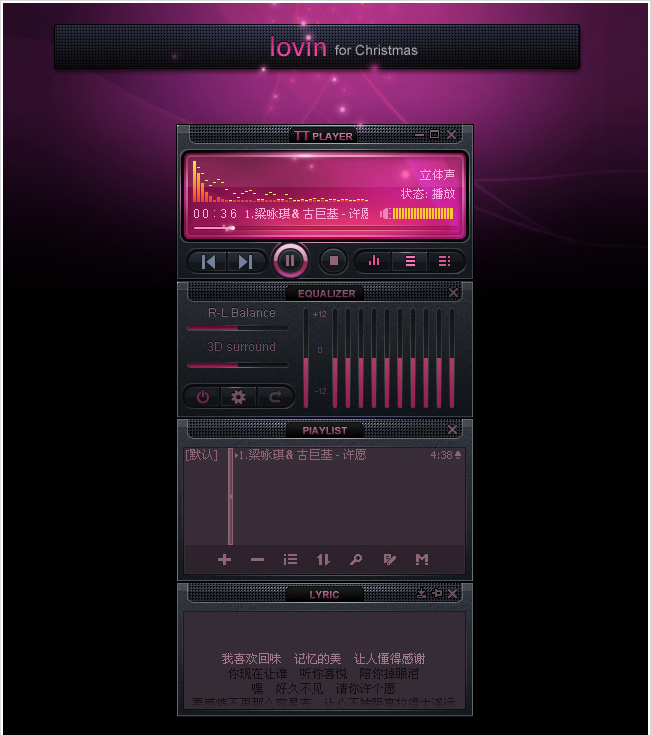 lovin for Christmas
TT PLAYER
立体声
状态: 播放
00:36 1.梁咏琪& 古巨基 - 许愿
EQUALIZER
R-L Balance
3D surround
+12
0
-12
PlAYLIST
[默认] 1.梁咏琪& 古巨基 - 许愿 4:38
LYRIC
我喜欢回味 记忆的美 让人懂得感谢
你现在让谁 听你喜悦 陪你掉眼泪
嘿 好久不见 请你许个愿